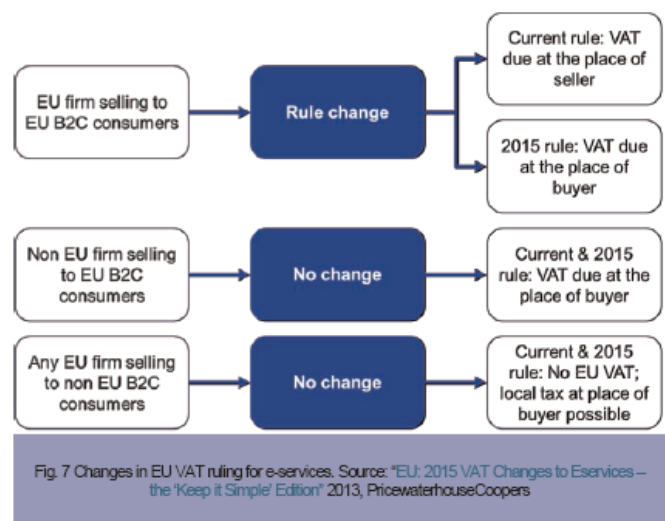 EU firm selling to
EU B2C consumers
Rule change
Current rule: VAT
due at the place of
seller
2015 rule: VAT due
at the place of
buyer
Non EU firm selling
to EU B2C
consumers
No change
Current & 2015
rule: VAT due at the
place of buyer
Any EU firm selling
to non EU B2C
consumers
No change
Current & 2015
rule: No EU VAT;
local tax at place of
buyer possible
Fig. 7 Changes in EU VAT ruling for e-services. Source: “EU: 2015 VAT Changes to Eservices –
the ‘Keep it Simple’ Edition” 2013, PricewaterhouseCoopers